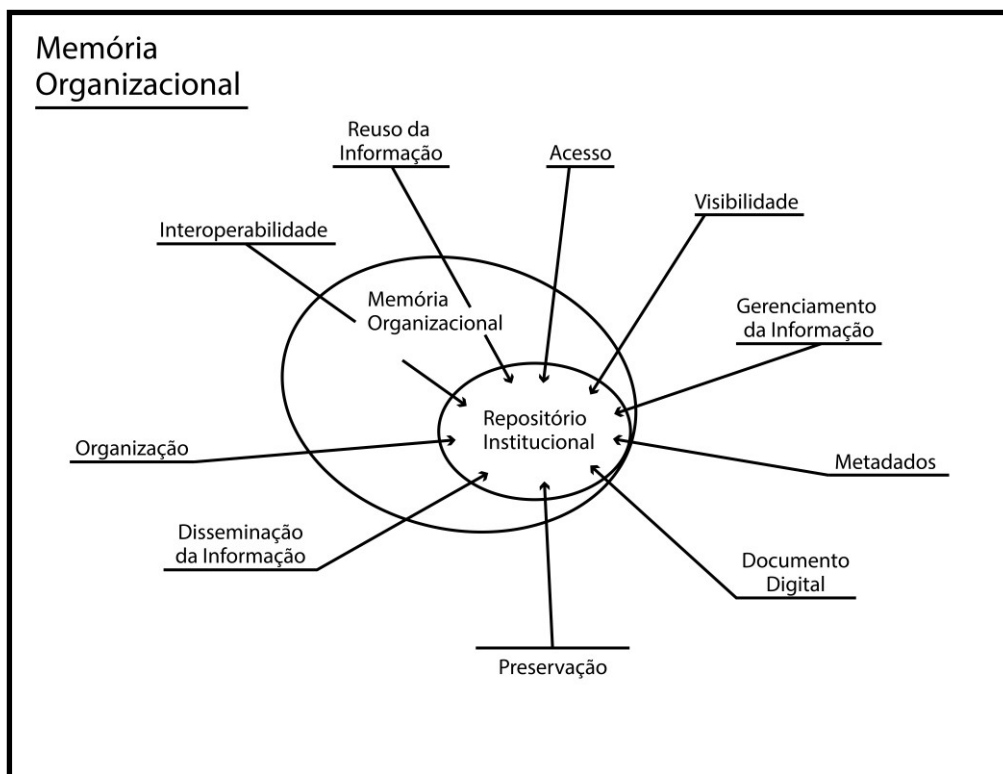 Memória
Organizacional
Reuso da
Informação
Acesso
Visibilidade
Interoperabilidade
Memória
Organizacional
Gerenciamento
da Informação
Repositório
Institucional
Organização
Metadados
Disseminação
da Informação
Documento
Digital
Preservação